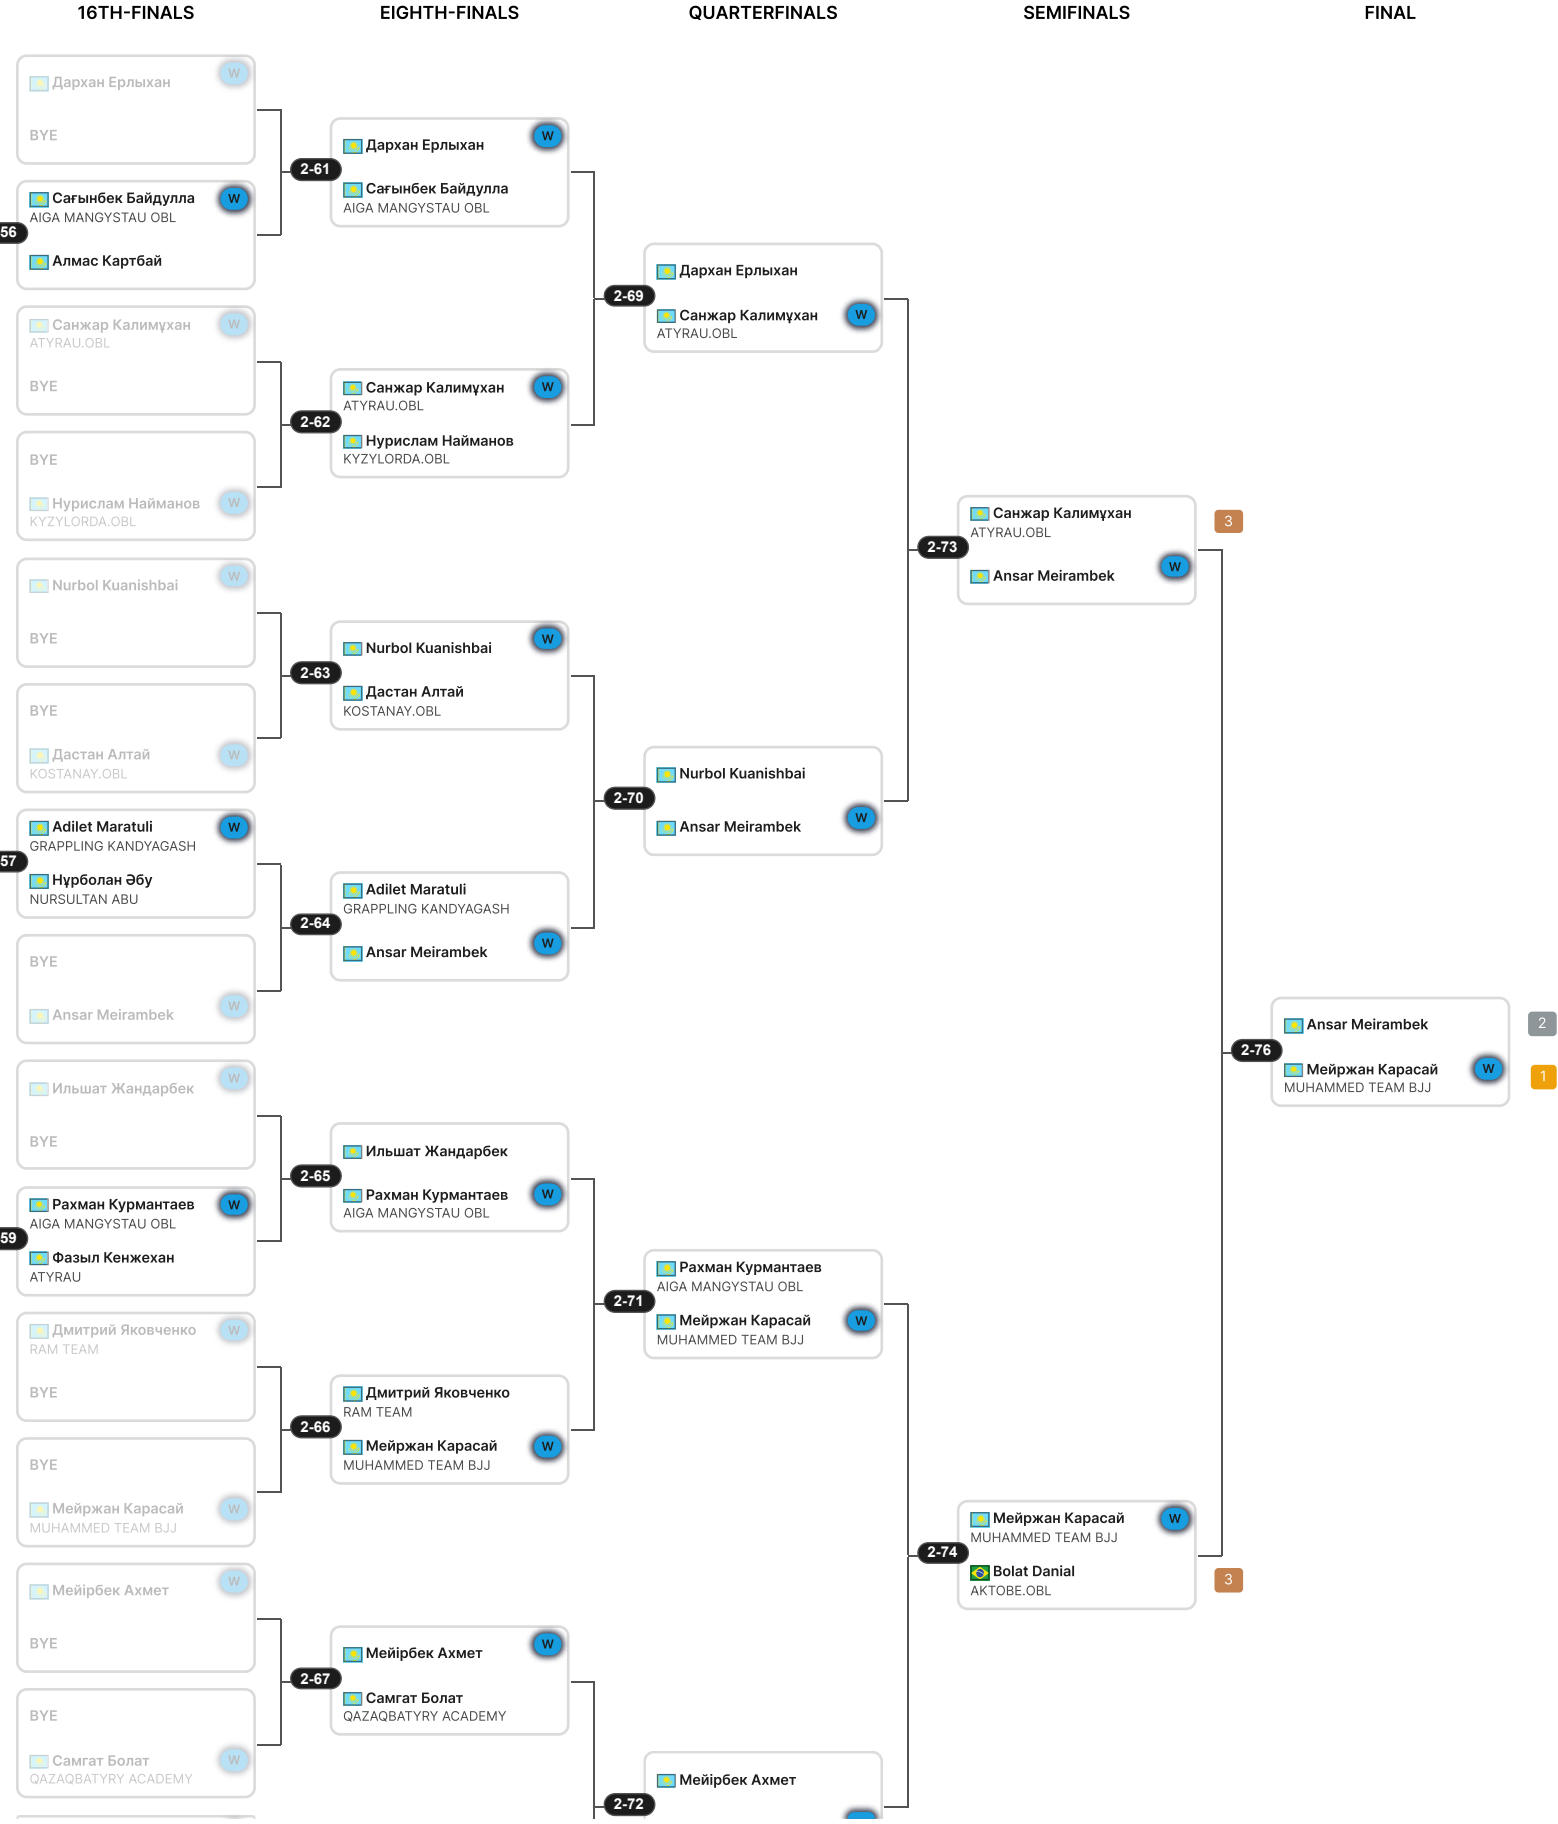 16TH-FINALS
EIGHTH-FINALS
QUARTERFINALS
SEMIFINALS
FINAL
Дархан Ерлыхан
W
BYE
Сағынбек Байдулла
W
AIGA MANGYSTAU OBL
56
Алмас Картбай
Санжар Калимұхан
W
ATYRAU.OBL
BYE
BYE
Нурислам Найманов
W
KYZYLORDA.OBL
Nurbol Kuanishbai
W
BYE
BYE
Дастан Алтай
W
KOSTANAY.OBL
Adilet Maratuli
W
GRAPPLING KANDYAGASH
57
Нұрболан Әбу
NURSULTAN ABU
BYE
Ansar Meirambek
W
Ильшат Жандарбек
W
BYE
Рахман Курмантаев
W
AIGA MANGYSTAU OBL
59
Фазыл Кенжехан
ATYRAU
Дмитрий Яковченко
W
RAM TEAM
BYE
BYE
Мейржан Карасай
W
MUHAMMED TEAM BJJ
Мейірбек Ахмет
W
BYE
BYE
Самгат Болат
W
QAZAQBATYRY ACADEMY
2-61
Дархан Ерлыхан
W
Сағынбек Байдулла
AIGA MANGYSTAU OBL
2-62
Санжар Калимұхан
W
ATYRAU.OBL
Нурислам Найманов
KYZYLORDA.OBL
2-63
Nurbol Kuanishbai
W
Дастан Алтай
KOSTANAY.OBL
2-64
Adilet Maratuli
GRAPPLING KANDYAGASH
Ansar Meirambek
W
2-65
Ильшат Жандарбек
Рахман Курмантаев
W
AIGA MANGYSTAU OBL
2-66
Дмитрий Яковченко
RAM TEAM
Мейржан Карасай
W
MUHAMMED TEAM BJJ
2-67
Мейірбек Ахмет
W
Самгат Болат
QAZAQBATYRY ACADEMY
2-69
Дархан Ерлыхан
Санжар Калимұхан
W
ATYRAU.OBL
2-70
Nurbol Kuanishbai
Ansar Meirambek
W
2-71
Рахман Курмантаев
AIGA MANGYSTAU OBL
Мейржан Карасай
W
MUHAMMED TEAM BJJ
2-72
Мейірбек Ахмет
2-73
Санжар Калимұхан
3
ATYRAU.OBL
Ansar Meirambek
W
2-74
Мейржан Карасай
W
MUHAMMED TEAM BJJ
Bolat Danial
3
AKTOBE.OBL
2-76
Ansar Meirambek
2
Мейржан Карасай
W
1
MUHAMMED TEAM BJJ